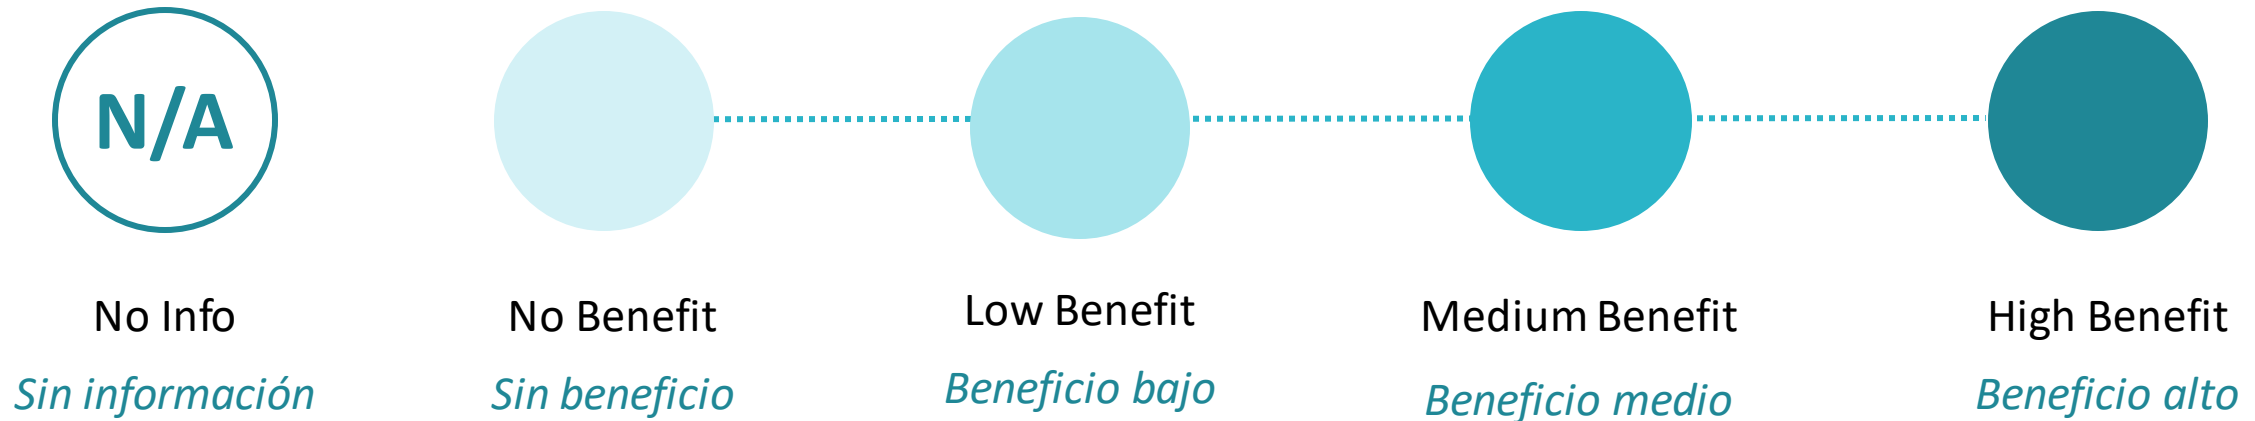 N/A
No Info
Sin información
No Benefit
Sin beneficio
Low Benefit
Beneficio bajo
Medium Benefit
Beneficio medio
High Benefit
Beneficio alto